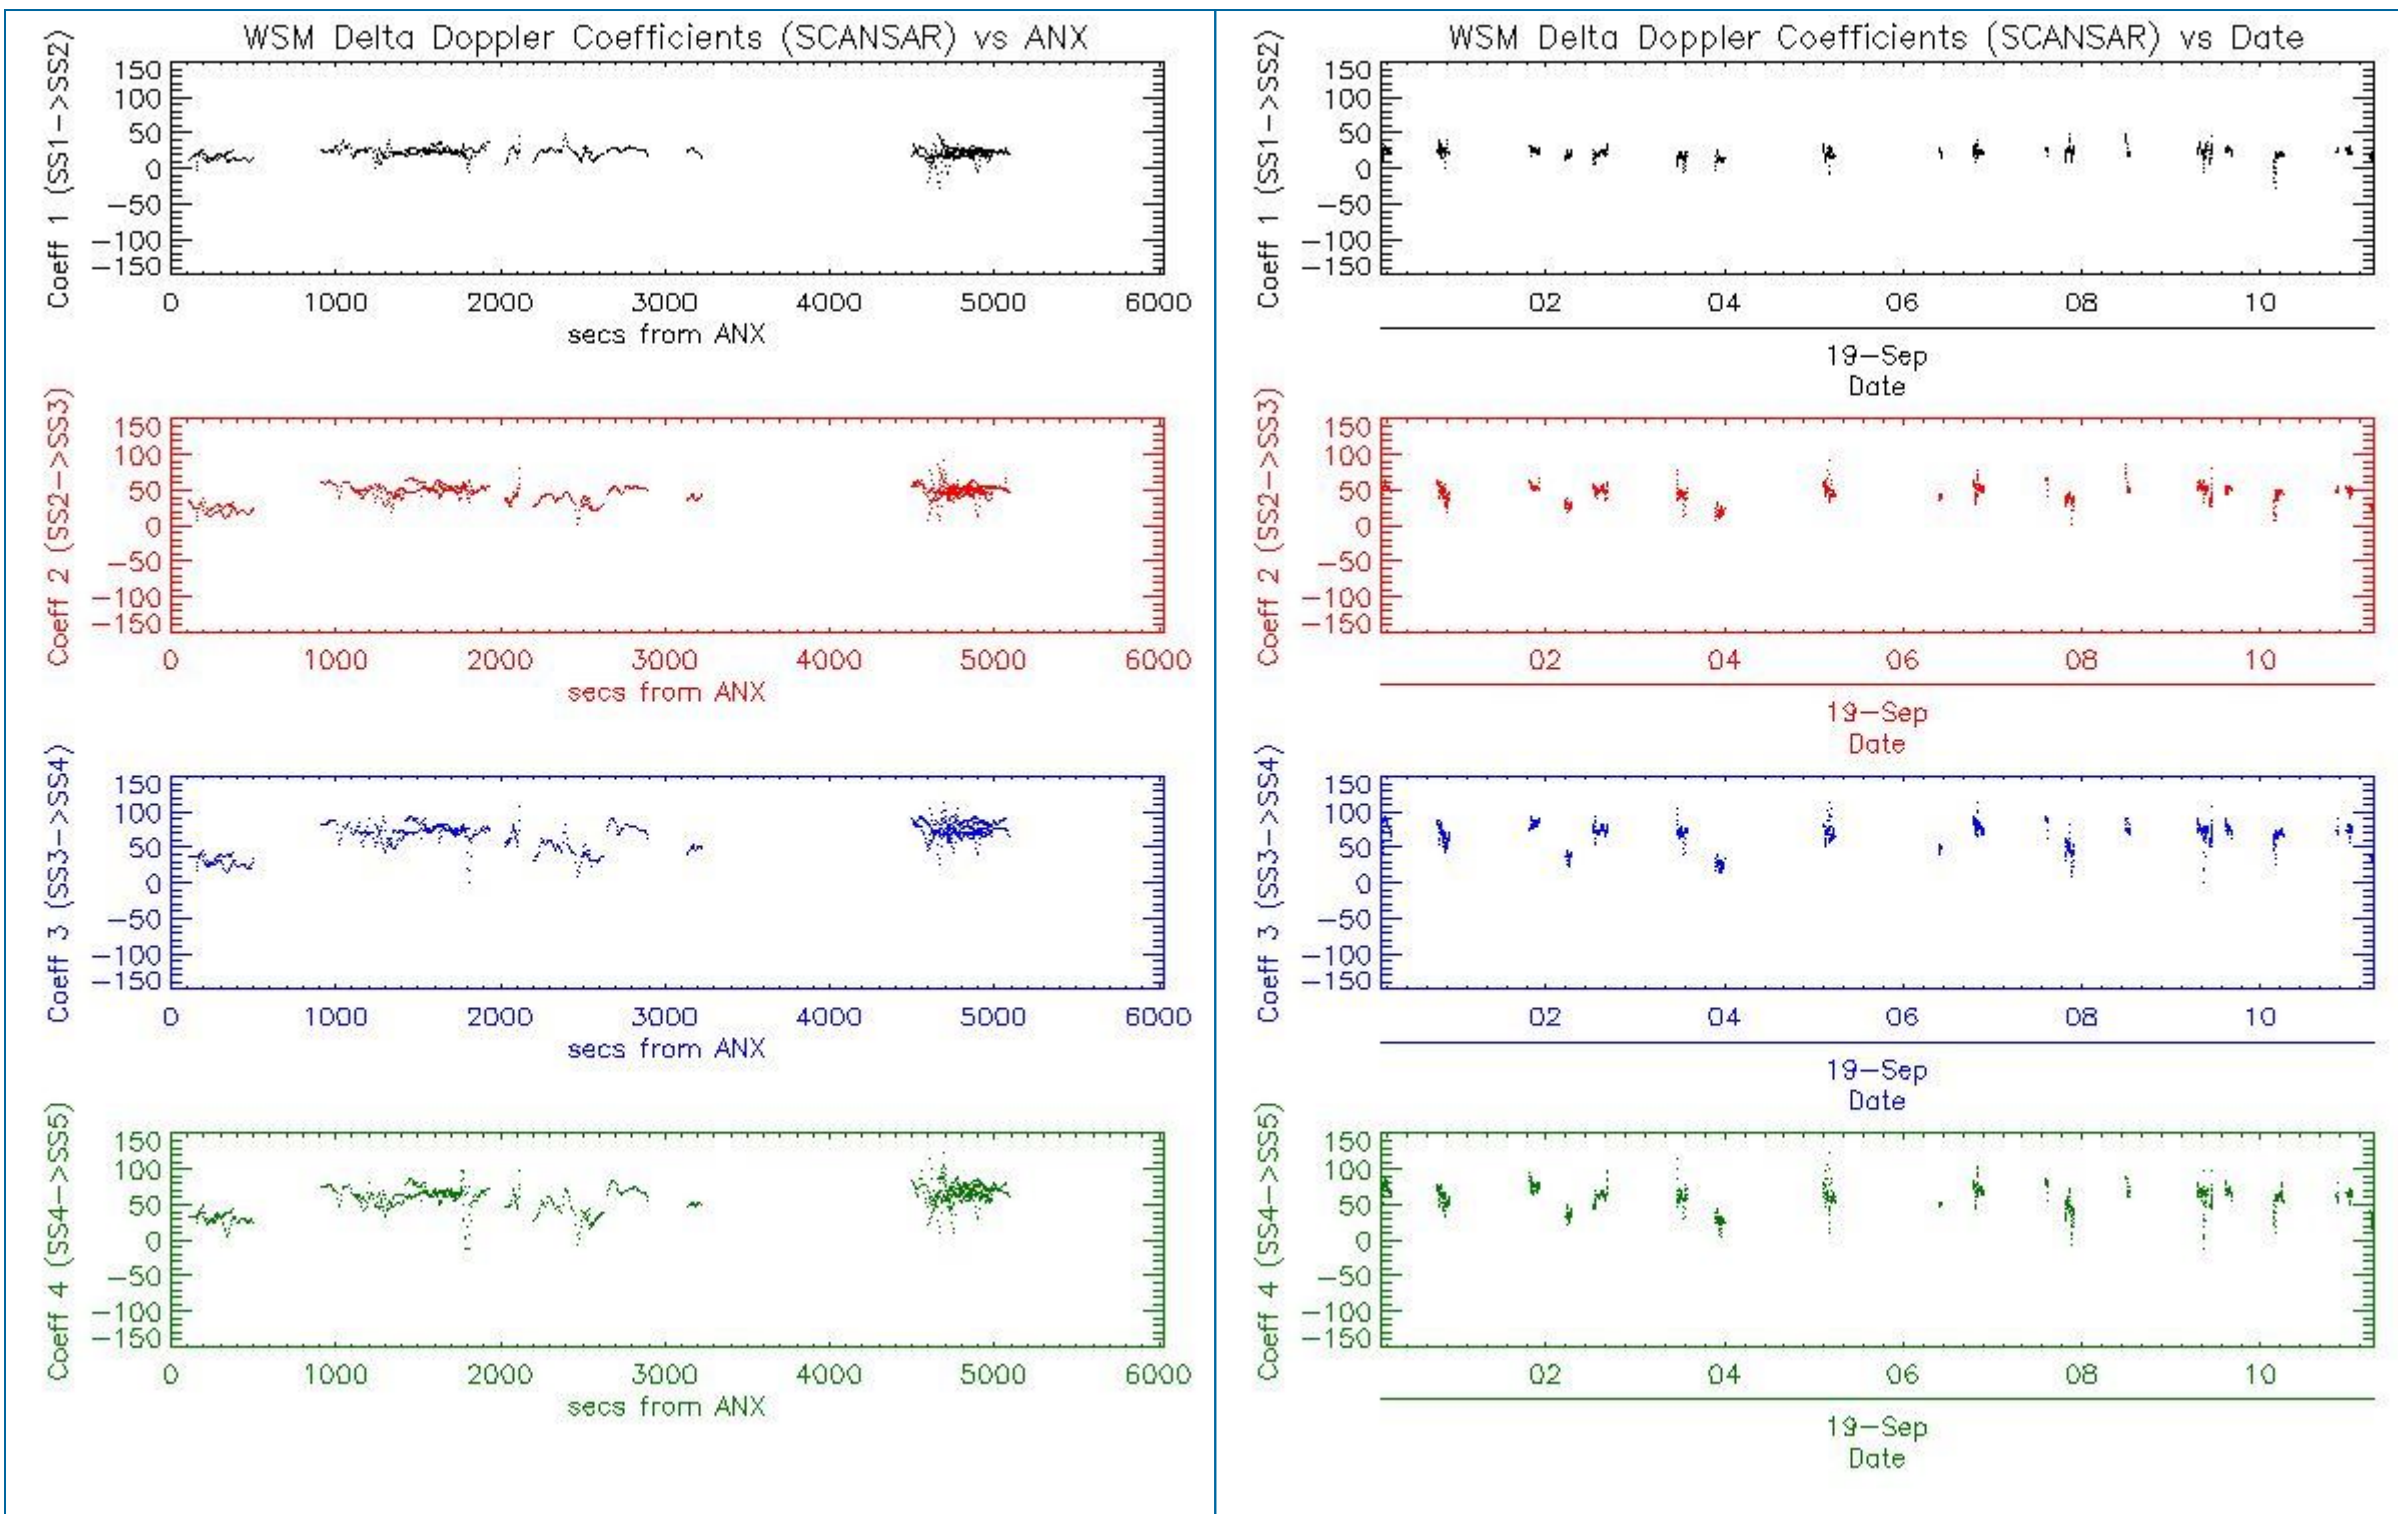 WSM Delta Doppler Coefficients (SCANSAR) vs ANX
Coeff 1 (SS1->SS2)
150
100
50
0
-50
-100
-150
0 1000 2000 3000 4000 5000 6000
secs from ANX
Coeff 2 (SS2->SS3)
150
100
50
0
-50
-100
-150
0 1000 2000 3000 4000 5000 6000
secs from ANX
Coeff 3 (SS3->SS4)
150
100
50
0
-50
-100
-150
0 1000 2000 3000 4000 5000 6000
secs from ANX
Coeff 4 (SS4->SS5)
150
100
50
0
-50
-100
-150
0 1000 2000 3000 4000 5000 6000
secs from ANX
WSM Delta Doppler Coefficients (SCANSAR) vs Date
Coeff 1 (SS1->SS2)
150
100
50
0
-50
-100
-150
02 04 06 08 10
19-Sep
Date
Coeff 2 (SS2->SS3)
150
100
50
0
-50
-100
-150
02 04 06 08 10
19-Sep
Date
Coeff 3 (SS3->SS4)
150
100
50
0
-50
-100
-150
02 04 06 08 10
19-Sep
Date
Coeff 4 (SS4->SS5)
150
100
50
0
-50
-100
-150
02 04 06 08 10
19-Sep
Date